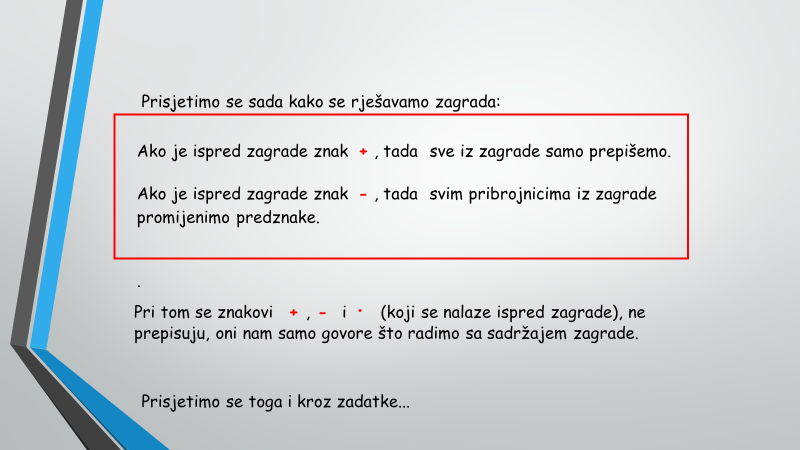 Prisjetimo se sada kako se rješavamo zagrada:
Ako je ispred zagrade znak + , tada sve iz zagrade samo prepišemo.
Ako je ispred zagrade znak - , tada svim pribrojnicima iz zagrade
promijenimo predznake.
.
Pri tom se znakovi + , - i · (koji se nalaze ispred zagrade), ne
prepisuju, oni nam samo govore što radimo sa sadržajem zagrade.
Prisjetimo se toga i kroz zadatke...